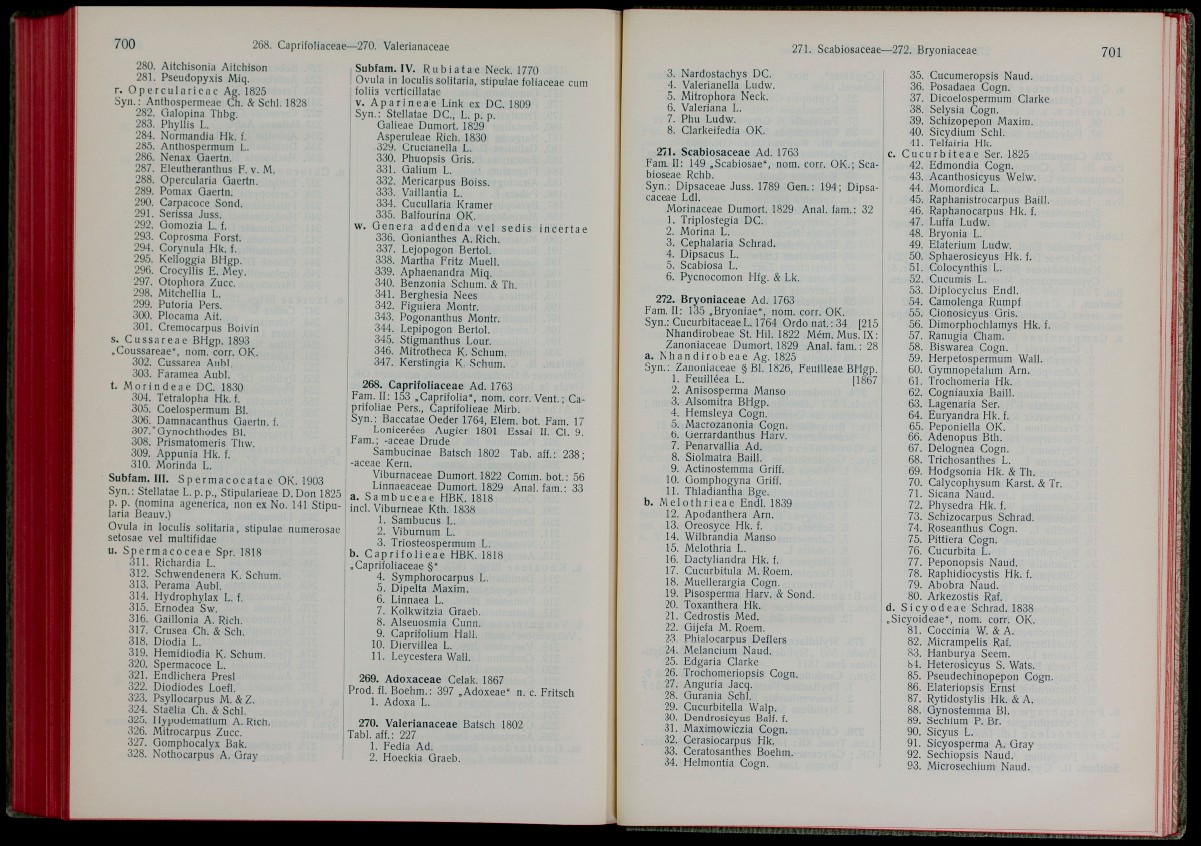 700
268. Caprifoliaceae—270. Valerianaceae
280. Aitchisonia Aitchison
281. Pseudopyxis Miq.
r. Opercularieae Ag. 1825
Syn.: Anthospermeae Ch. & Schl. 1828
282. Galopina Thbg.
283. Phyllis L.
284. Normandia Hk. f.
285. Anthospermum L.
286. Nenax Gaertn.
287. Eleutheranthus F. v. M.
288. Opercularia Gaertn.
289. Pomax Gaertn.
290. Carpacoce Sond.
291. Serissa Juss.
292. Gomozia L. f.
293. Coprosma Forst.
294. Corynula Hk. f.
295. Kelloggia BHgp.
296. Crocyllis E. Mey.
297. Otophora Zucc.
298. Mitchellia L.
299. Putoria Pers.
300. Plocama Ait.
301. Cremocarpus Boivin
s. Cussareae BHgp. 1893
„Coussareae“, nom. corr. OK.
302. Cussarea Aubl.
303. Faramea Aubl.
t. Morindeae DC. 1830
304. Tetralopha Hk. f.
305. Coelospermum Bl.
306. Damnacanthus Gaertn. f.
307. Gynochthodes Bl.
308. Prismatomeris Thw.
309. Appunia Hk. f.
310. Morinda L.
Subfam. III. Spermacocatae OK. 1903
Syn.: Stellatae L. p. p., Stipularieae D. Don 1825
p. p. (nomina agenerica, non ex No. 141 Stipu-
laria Beauv.)
Ovula in loculis solitaria, stipulae numerosae
setosae vel multifidae
u. Spermacoceae Spr. 1818
311. Richardia L.
312. Schwendenera K. Schum.
313. Perama Aubl.
314. Hydrophylax L. f.
315. Ernodea Sw.
316. Gaillonia A. Rich.
317. Crusea Ch. & Sch.
318. Diodia L.
319. Hemidiodia K. Schum.
320. Spermacoce L.
321. Endlichera Presl
322. Diodiodes Loefl.
323. Psyllocarpus M. & Z.
324. Staëlia Ch. & Schl.
325. Hypodematium A. Rich.
326. Mitrocarpus Zucc.
327. Gomphocalyx Bak.
328. Nothocarpus A. Gray
Subfam. IV. Rubiatae Neck. 1770
Ovula in loculis solitaria, stipulae foliaceae cum
foliis verticillatae
v. Aparineae Link ex DC. 1809
Syn.: Stellatae DC., L. p. p.
Galieae Dumort. 1829
Asperuleae Rich. 1830
329. Crucianella L.
330. Phuopsis Gris.
331. Galium L.
332. Mericarpus Boiss.
333. Vaillantia L.
334. Cucullaria Kramer
335. Balfourina OK.
w. Genera addenda vel sedis incertae
336. Gonianthes A. Rich.
337. Lejopogon Bertol.
338. Martha Fritz Muell.
339. Aphaenandra Miq.
340. Benzonia Schum. & Th.
341. Berghesia Nees
342. Figuiera Montr.
343. Pogonanthus Montr.
344. Lepipogon Bertol.
345. Stigmanthus Lour.
346. Mitrotheca K. Schum.
347. Kerstingia K. Schum.
268. Caprifoliaceae Ad. 1763
Fam. II: 153 „Caprifolia“, nom. corr. Vent.; Ca-
prifoliae Pers., Caprifolieae Mirb.
Syn.: Baccatae Oeder 1764, Elem. bot. Fam. 17
Lonicerées Augier 1801 Essai II. Cl. 9.
Fam.; -aceae Drude
Sambucinae Batsch 1802 Tab. aff.: 238;
-aceae Kern.
Viburnaceae Dumort. 1822 Comm. bot.: 56
Linnaeaceae Dumort. 1829 Anal. fam.: 33
a. Sambuceae HBK. 1818
incl. Viburneae Kth. 1838
1. Sambucus L.
2. Viburnum L.
3. Triosteospermum L.
b. Caprifolieae HBK. 1818
„Caprifoliaceae §“
4. Symphorocarpus L.
5. Dipelta Maxim.
6. Linnaea L.
7. Kolkwitzia Graeb.
8. Alseuosmia Cunn.
9. Caprifolium Hall.
10. Diervillea L.
11. Leycestera Wall.
269. Adoxaceae Celak. 1867
Prod. fl. Boehm.: 397 „Adoxeae“ n. c. Fritsch
1. Adoxa L.
270. Valerianaceae Batsch 1802
Tabl. aff.: 227
1. Fedia Ad.
2. Hoeckia Graeb.
271. Scabiosaceae—272. Bryoniaceae
701
3. Nardostachys DC.
4. Valerianella Ludw.
5. Mitrophora Neck.
6. Valeriana L.
7. Phu Ludw.
8. Clarkeifedia OK.
271. Scabiosaceae Ad. 1763
Fam. II: 149 „Scabiosae“, nom. corr. OK.; Sca-
bioseae Rchb.
Syn.: Dipsaceae Juss. 1789 Gen.: 194; Dipsa-
caceae Ldl.
Morinaceae Dumort. 1829 Anal. fam.: 32
1. Triplostegia DC.
2. Morina L.
3. Cephalaria Schrad.
4. Dipsacus L.
5. Scabiosa L.
6. Pycnocomon Hfg. & Lk.
272. Bryoniaceae Ad. 1763
Fam. II: 135 „Bryoniae“, nom. corr. OK.
Syn.: Cucurbitaceae L. 1764 Ordo nat.: 34 [215
Nhandirobeae St. Hil. 1822 Mém. Mus. IX:
Zanoniaceae Dumort. 1829 Anal. fam.: 28
a. Nhandirobeae Ag. 1825
Syn.: Zanoniaceae § Bl. 1826, Feuilleae BHgp.
1. Feuilléea L. [1867
2. Anisosperma Manso
3. Alsomitra BHgp.
4. Hemsleya Cogn.
5. Macrozanonia Cogn.
6. Gerrardanthus Harv.
7. Penarvallia Ad.
8. Siolmatra Baill.
9. Actinostemma Griff.
10. Gomphogyna Griff.
11. Thladiantha Bge.
b. Melothrieae Endl. 1839
12. Apodanthera Arn.
13. Oreosyce Hk. f.
14. Wilbrandia Manso
15. Melothria L.
16. Dactyliandra Hk. f.
17. Cucurbitula M. Roem.
18. Muellerargia Cogn.
19. Pisosperma Harv. & Sond.
20. Toxanthera Hk.
21. Cedrostis Med.
22. Gijefa M. Roem.
23. Phialocarpus Deflers
24. Melancium Naud.
25. Edgaria Clarke
26. Trochomeriopsis Cogn.
27. Anguria Jacq.
28. Gurania Schl.
29. Cucurbitella Walp.
30. Dendrosicyus Balf. f.
31. Maximowiczia Cogn.
32. Cerasiocarpus Hk.
33. Ceratosanthes Boehm.
34. Helmontia Cogn.
35. Cucumeropsis Naud.
36. Posadaea Cogn.
37. Dicoelospermum Clarke
38. Selysia Cogn.
39. Schizopepon Maxim.
40. Sicydium Schl.
41. Telfairia Hk.
c. Cucurbiteae Ser. 1825
42. Edmondia Cogn.
43. Acanthosicyus Welw.
44. Momordica L.
45. Raphanistrocarpus Baill.
46. Raphanocarpus Hk. f.
47. Luffa Ludw.
48. Bryonia L.
49. Elaterium Ludw.
50. Sphaerosicyus Hk. f.
51. Colocynthis L.
52. Cucumis L.
53. Diplocyclus Endl.
54. Camolenga Rumpf
55. Cionosicyus Gris.
56. Dimorphochlamys Hk. f.
57. Ranugia Cham.
58. Biswarea Cogn.
59. Herpetospermum Wall.
60. Gymnopetalum Arn.
61. Trochomeria Hk.
62. Cogniauxia Baill.
63. Lagenaria Ser.
64. Euryandra Hk. f.
65. Peponiella OK.
66. Adenopus Bth.
67. Delognea Cogn.
68. Trichosanthes L.
69. Hodgsonia Hk. & Th.
70. Calycophysum Karst. & Tr.
71. Sicana Naud.
72. Physedra Hk. f.
73. Schizocarpus Schrad.
74. Roseanthus Cogn.
75. Pittiera Cogn.
76. Cucurbita L.
77. Peponopsis Naud.
78. Raphidiocystis Hk. f.
79. Abobra Naud.
80. Arkezostis Raf.
d. Sicyodeae Schrad. 1838
„Sicyoideae“, nom. corr. OK.
81. Coccinia W. & A.
82. Micrampelis Raf.
83. Hanburya Seem.
84. Heterosicyus S. Wats.
85. Pseudechinopepon Cogn.
86. Elateriopsis Ernst
87. Rytidostylis Hk. & A.
88. Gynostemma Bl.
89. Sechium P. Br.
90. Sicyus L.
91. Sicyosperma A. Gray
92. Sechiopsis Naud.
93. Microsechium Naud.